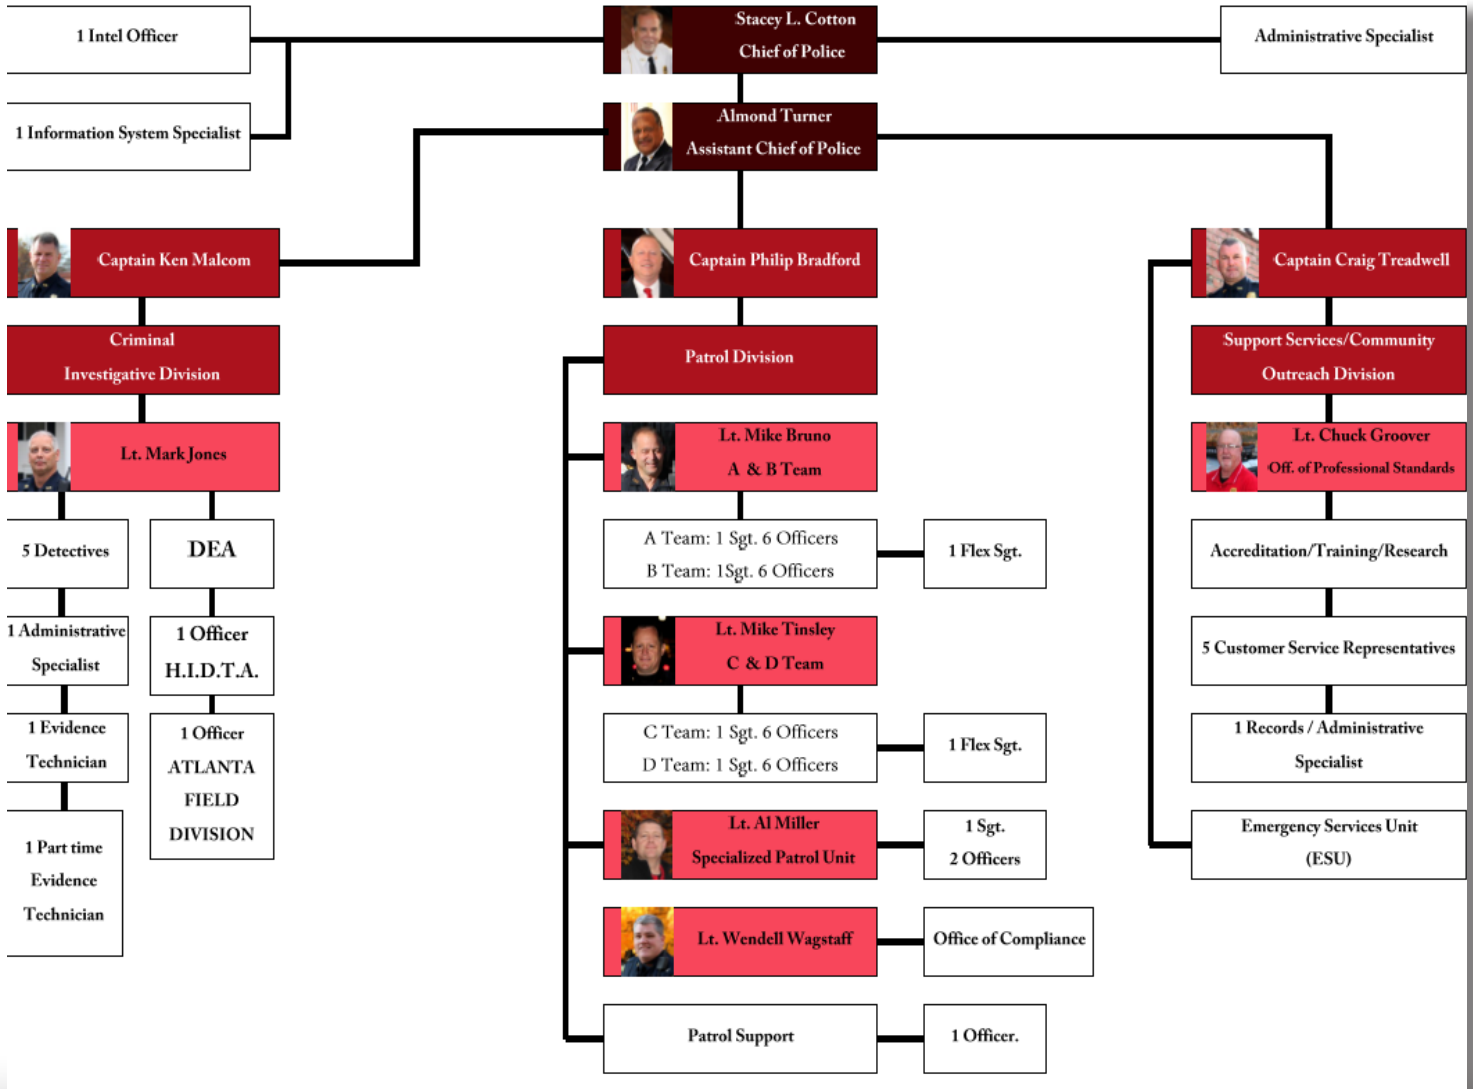 1 Intel Officer
Stacey L. Cotton
Chief of Police
Administrative Specialist
1 Information System Specialist
Almond Turner
Assistant Chief of Police
Captain Ken Malcom
Captain Philip Bradford
Captain Craig Treadwell
Criminal
Investigative Division
Patrol Division
Support Services/Community
Outreach Division
Lt. Mark Jones
Lt. Mike Bruno
A & B Team
Lt. Chuck Groover
Off. of Professional Standards
5 Detectives
DEA
A Team: 1 Sgt. 6 Officers
B Team: 1Sgt. 6 Officers
1 Flex Sgt.
Accreditation/Training/Research
1 Administrative
Specialist
1 Officer
H.I.D.T.A.
Lt. Mike Tinsley
C & D Team
5 Customer Service Representatives
1 Evidence
Technician
1 Officer
ATLANTA
FIELD
DIVISION
C Team: 1 Sgt. 6 Officers
D Team: 1 Sgt. 6 Officers
1 Flex Sgt.
1 Records / Administrative
Specialist
1 Part time
Evidence
Technician
Lt. Al Miller
Specialized Patrol Unit
1 Sgt.
2 Officers
Emergency Services Unit
(ESU)
Lt. Wendell Wagstaff
Office of Compliance
Patrol Support
1 Officer.